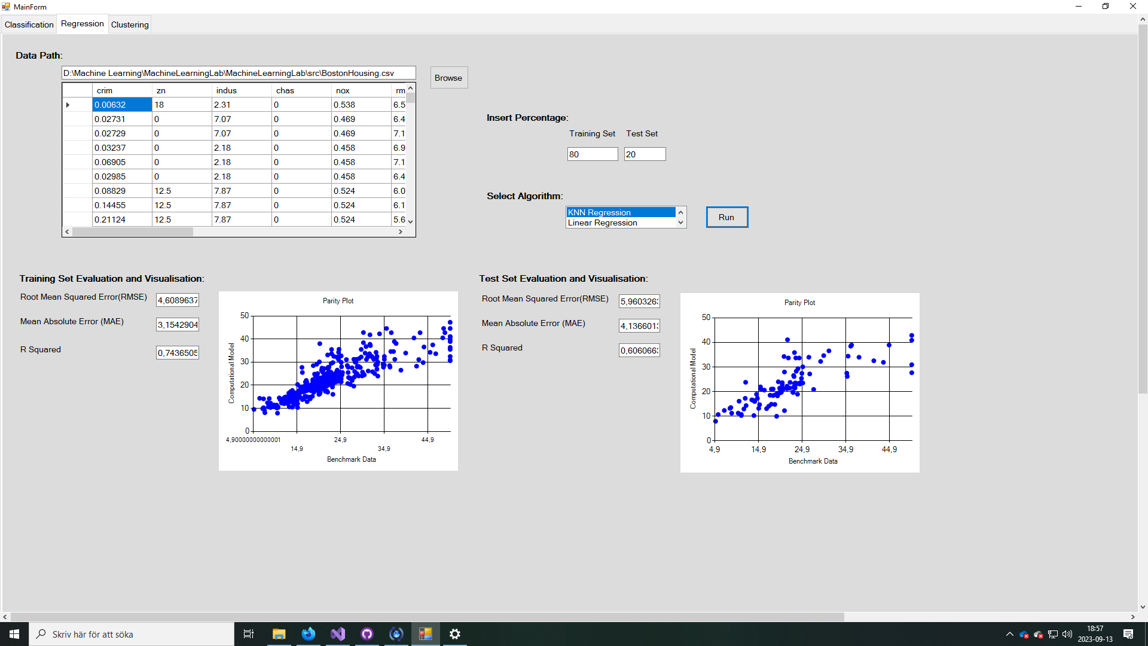 MainForm
Classification Regression Clustering
Data Path:
D:\Machine Learning\MachineLearningLab\MachineLearningLab\src\BostonHousing.csv
Browse
crim zn indus chas nox rm
0.00632 18 2.31 0 0.538 6.5
0.02731 0 7.07 0 0.469 6.4
0.02729 0 7.07 0 0.469 7.1
0.03237 0 2.18 0 0.458 6.9
0.06905 0 2.18 0 0.458 7.1
0.02985 0 2.18 0 0.458 6.4
0.08829 12.5 7.87 0 0.524 6.0
0.14455 12.5 7.87 0 0.524 6.1
0.21124 12.5 7.87 0 0.524 5.6
Insert Percentage:
Training Set Test Set
80 20
Select Algorithm:
KNN Regression
Linear Regression
Run
Training Set Evaluation and Visualisation:
Root Mean Squared Error(RMSE) 4,6089637
Mean Absolute Error (MAE) 3,1542904
R Squared 0,7436505
Parity Plot
50
40
30
20
10
0
Computational Model
4,90000000000001 24,9 44,9
14,9 34,9
Benchmark Data
Test Set Evaluation and Visualisation:
Root Mean Squared Error(RMSE) 5,960326
Mean Absolute Error (MAE) 4,136601
R Squared 0,606066
Parity Plot
50
40
30
20
10
0
Computational Model
4,9 14,9 24,9 34,9 44,9
Benchmark Data
Skriv här för att söka
18:57
2023-09-13